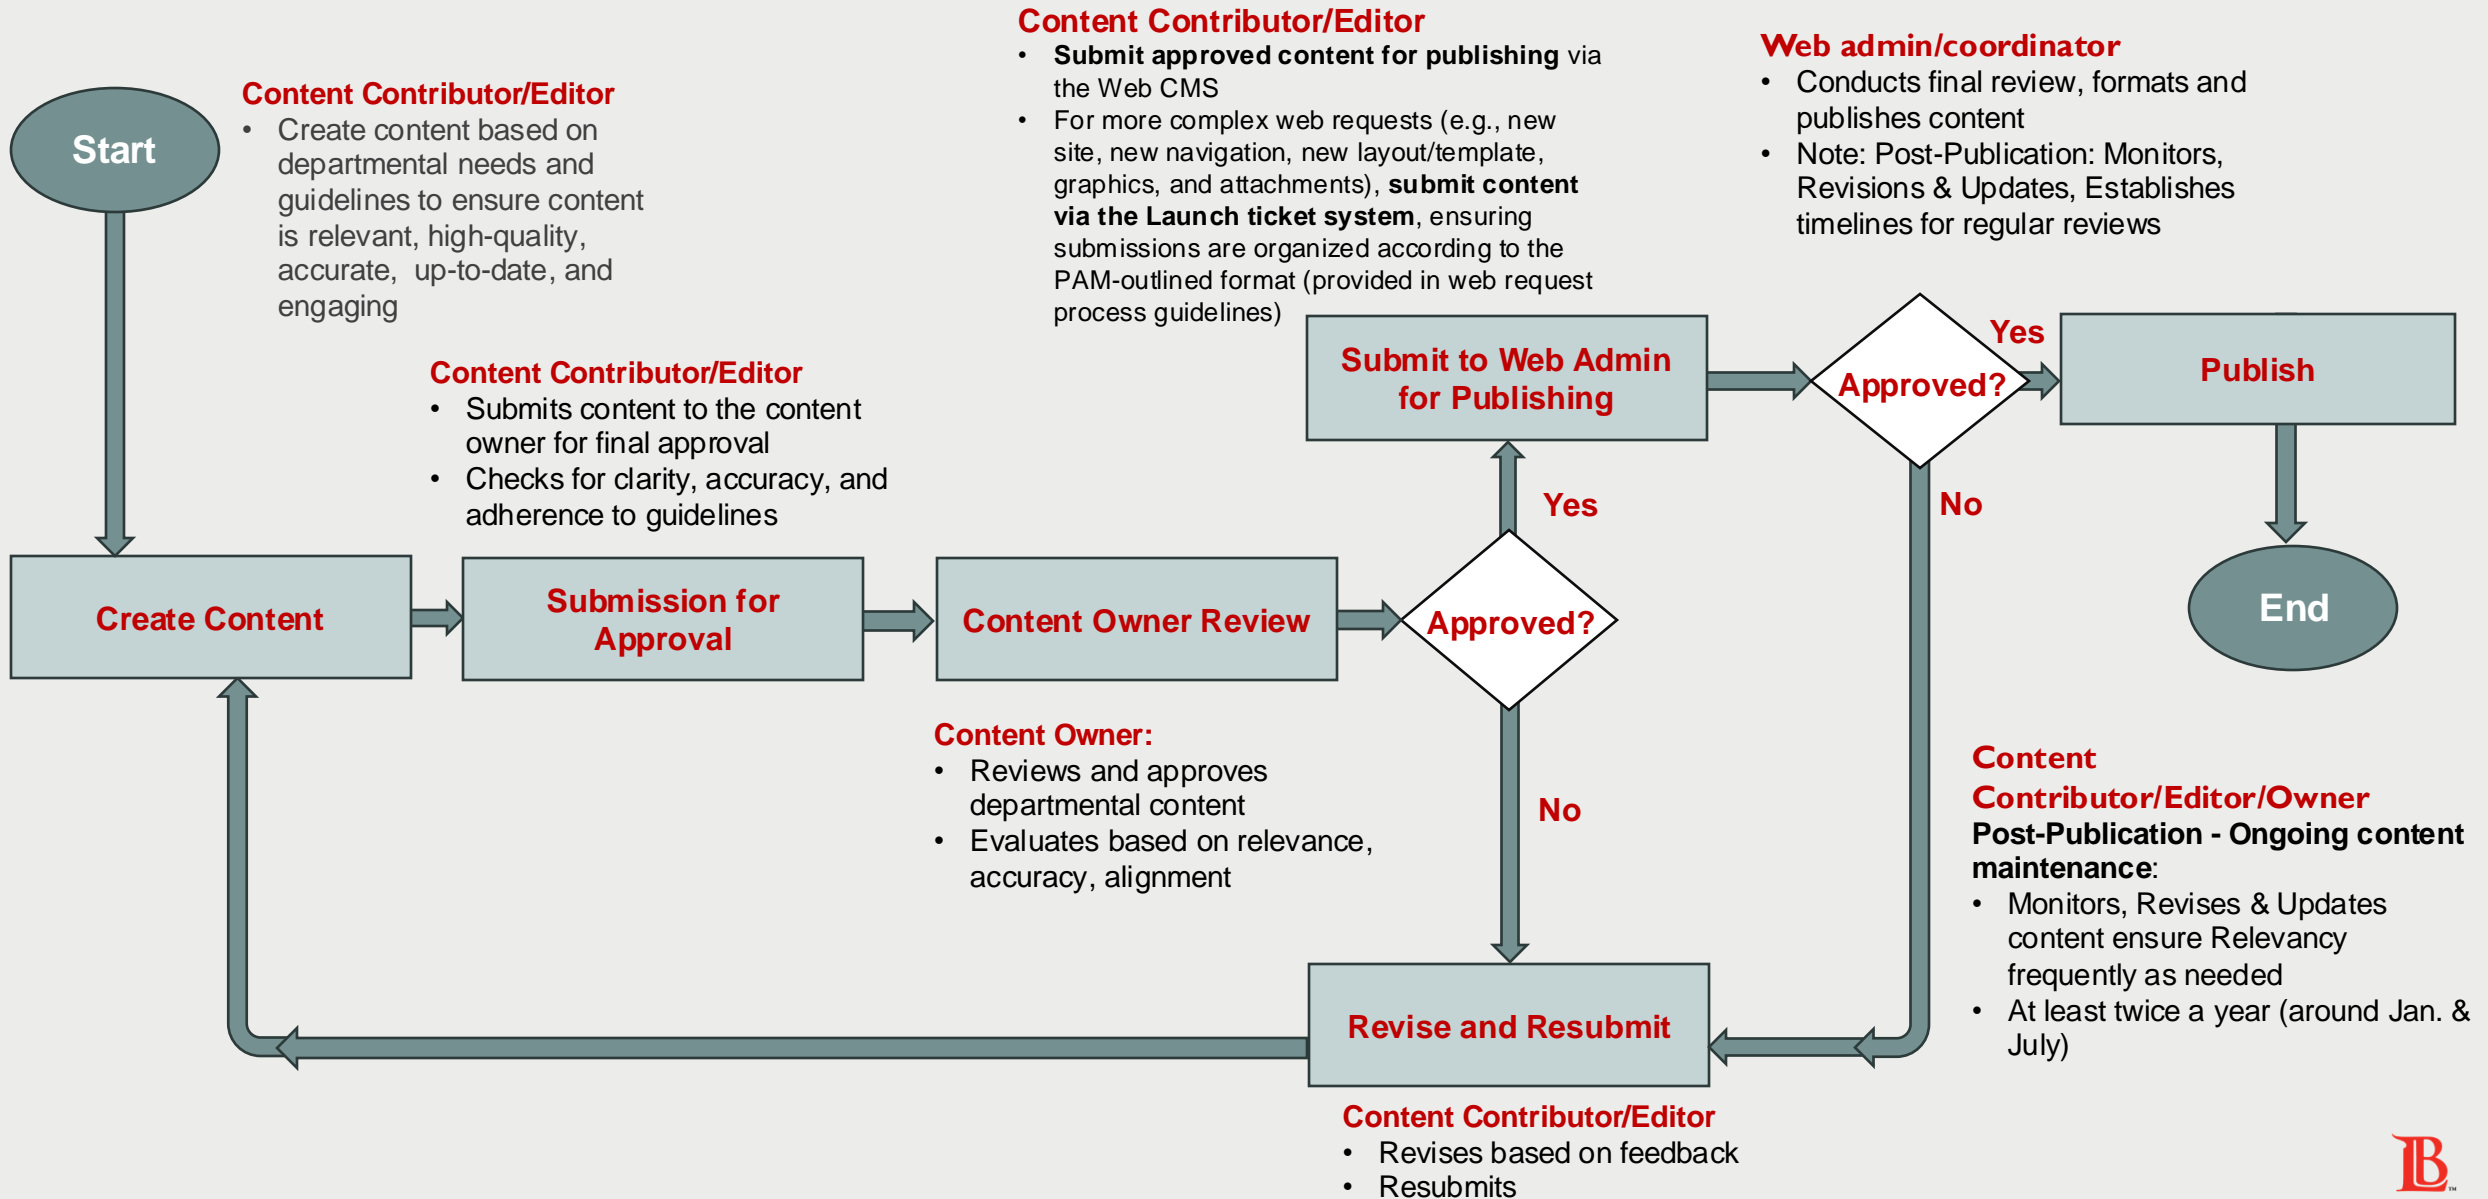 Start
Content Contributor/Editor
• Create content based on
departmental needs and
guidelines to ensure content
is relevant, high-quality,
accurate,  up-to-date, and
engaging
Content Contributor/Editor
• Submit approved content for publishing via
the Web CMS
• For more complex web requests (e.g., new
site, new navigation, new layout/template,
graphics, and attachments), submit content
via the Launch ticket system, ensuring
submissions are organized according to the
PAM-outlined format (provided in web request
process guidelines)
Web admin/coordinator
• Conducts final review, formats and
publishes content
• Note: Post-Publication: Monitors,
Revisions & Updates, Establishes
timelines for regular reviews
Content Contributor/Editor
• Submits content to the content
owner for final approval
• Checks for clarity, accuracy, and
adherence to guidelines
Submit to Web Admin
for Publishing
Approved?
Yes
Publish
No
Yes
Create Content
Submission for
Approval
Content Owner Review
Approved?
End
Content Owner:
• Reviews and approves
departmental content
• Evaluates based on relevance,
accuracy, alignment
No
Content
Contributor/Editor/Owner
Post-Publication - Ongoing content
maintenance:
• Monitors, Revises & Updates
content ensure Relevancy
frequently as needed
• At least twice a year (around Jan. &
July)
Revise and Resubmit
Content Contributor/Editor
• Revises based on feedback
• Resubmits
LB